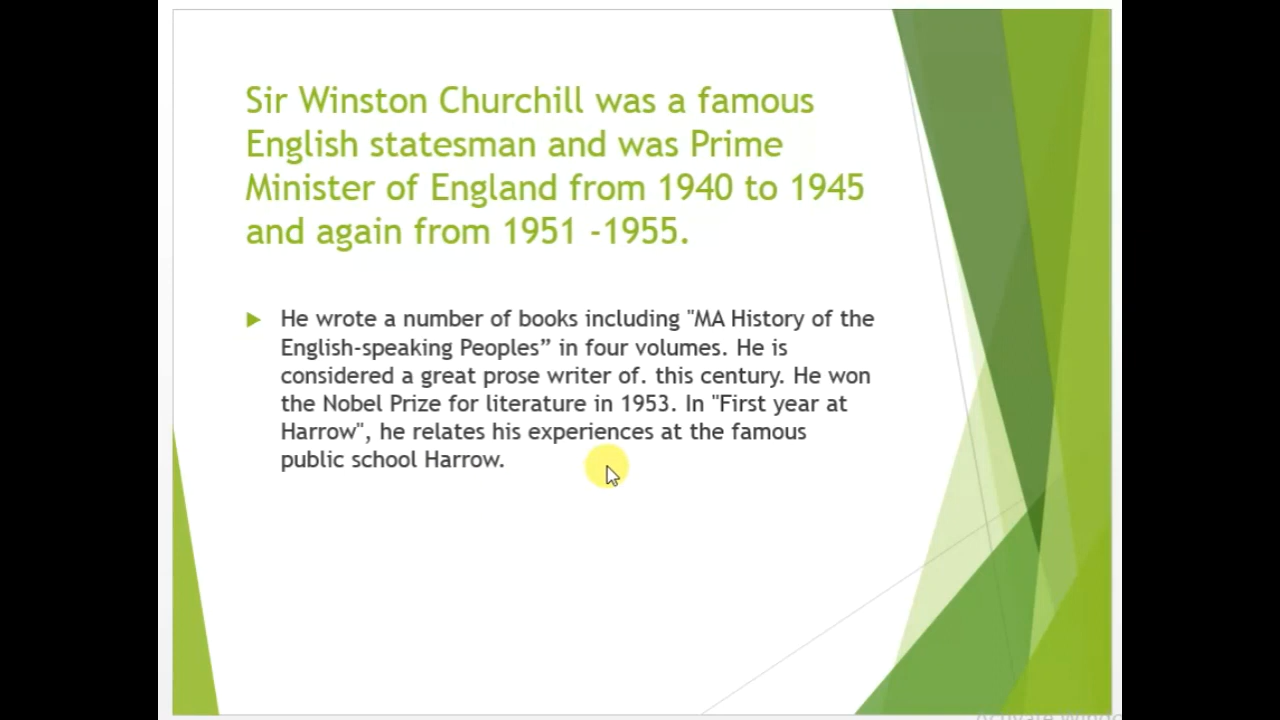 Sir Winston Churchill was a famous
English statesman and was Prime
Minister of England from 1940 to 1945
and again from 1951 -1955.
He wrote a number of books including "MA History of the
English-speaking Peoples” in four volumes. He is
considered a great prose writer of. this century. He won
the Nobel Prize for literature in 1953. In "First year at
Harrow", he relates his experiences at the famous
public school Harrow.